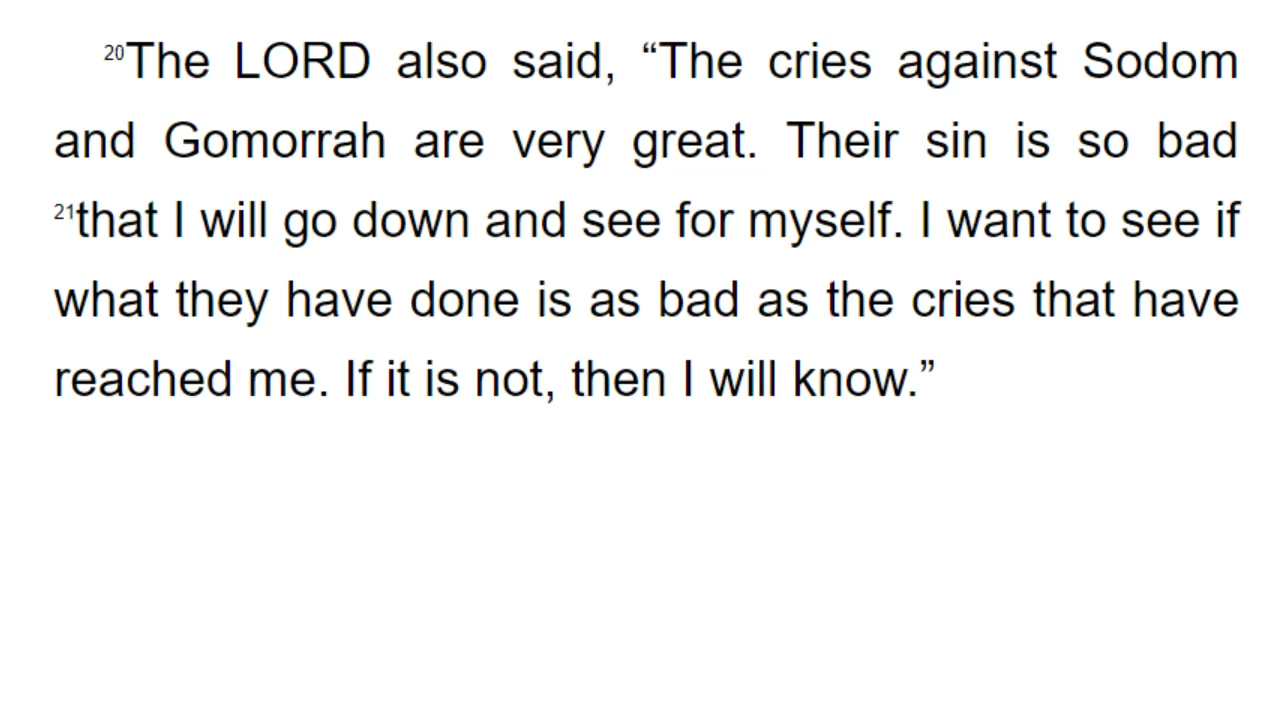 20The LORD also said, “The cries against Sodom
and Gomorrah are very great. Their sin is so bad
21that I will go down and see for myself. I want to see if
what they have done is as bad as the cries that have
reached me. If it is not, then I will know.”